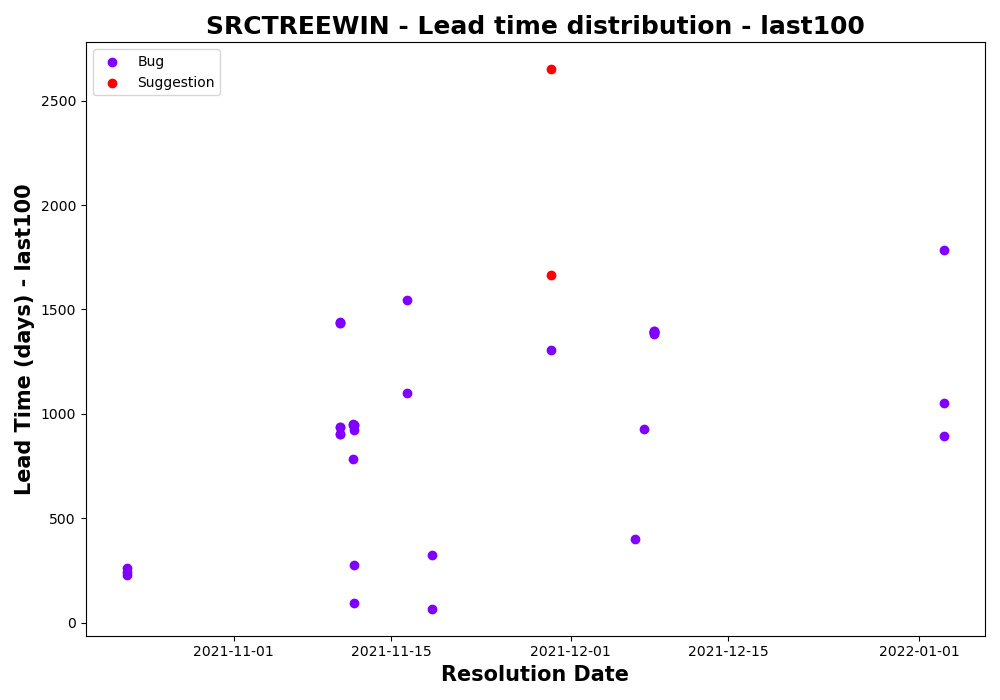 SRCTREEWIN - Lead time distribution - last100
Bug
Suggestion
Lead Time (days) - last100
2500
2000
1500
1000
500
0
2021-11-01
2021-11-15
2021-12-01
2021-12-15
2022-01-01
Resolution Date